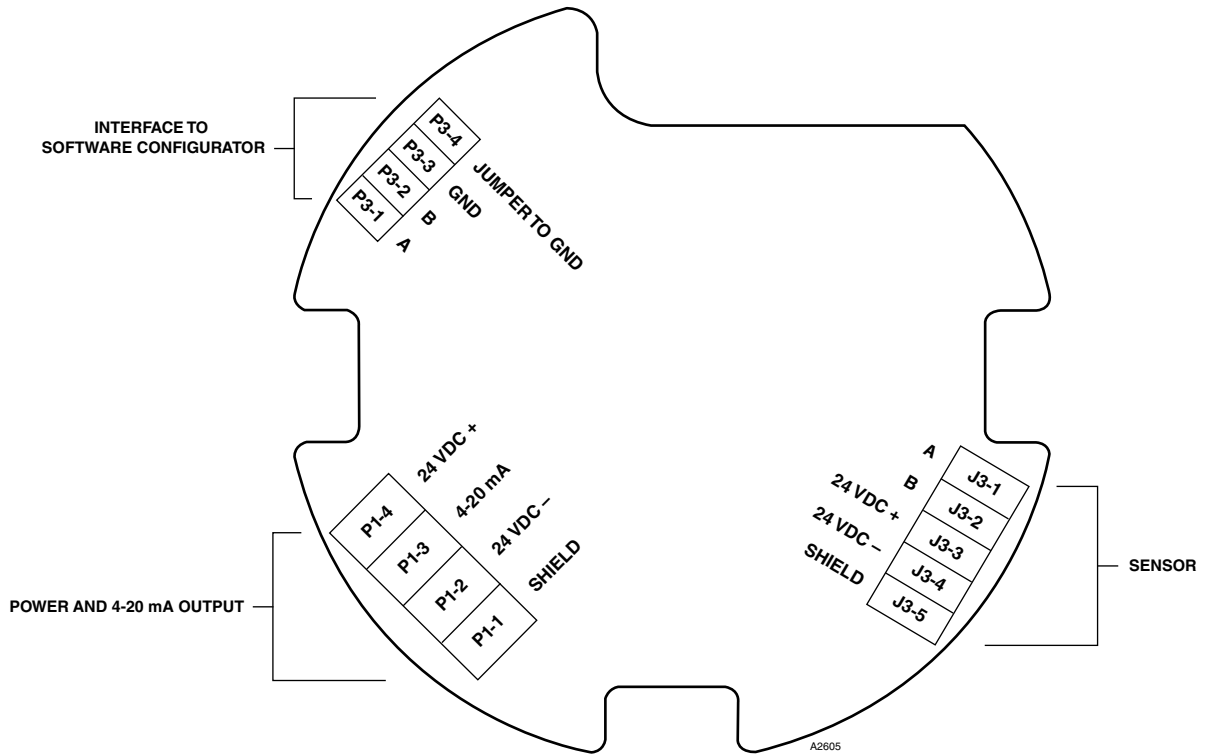 INTERFACE TO
SOFTWARE CONFIGURATOR
P3-4
P3-3
P3-2
P3-1
JUMPER TO GND
GND
B
A
24 VDC +
4-20 mA
24 VDC –
SHIELD
P1-4
P1-3
P1-2
P1-1
POWER AND 4-20 mA OUTPUT
A
B
24 VDC +
24 VDC –
SHIELD
J3-1
J3-2
J3-3
J3-4
J3-5
SENSOR
A2605